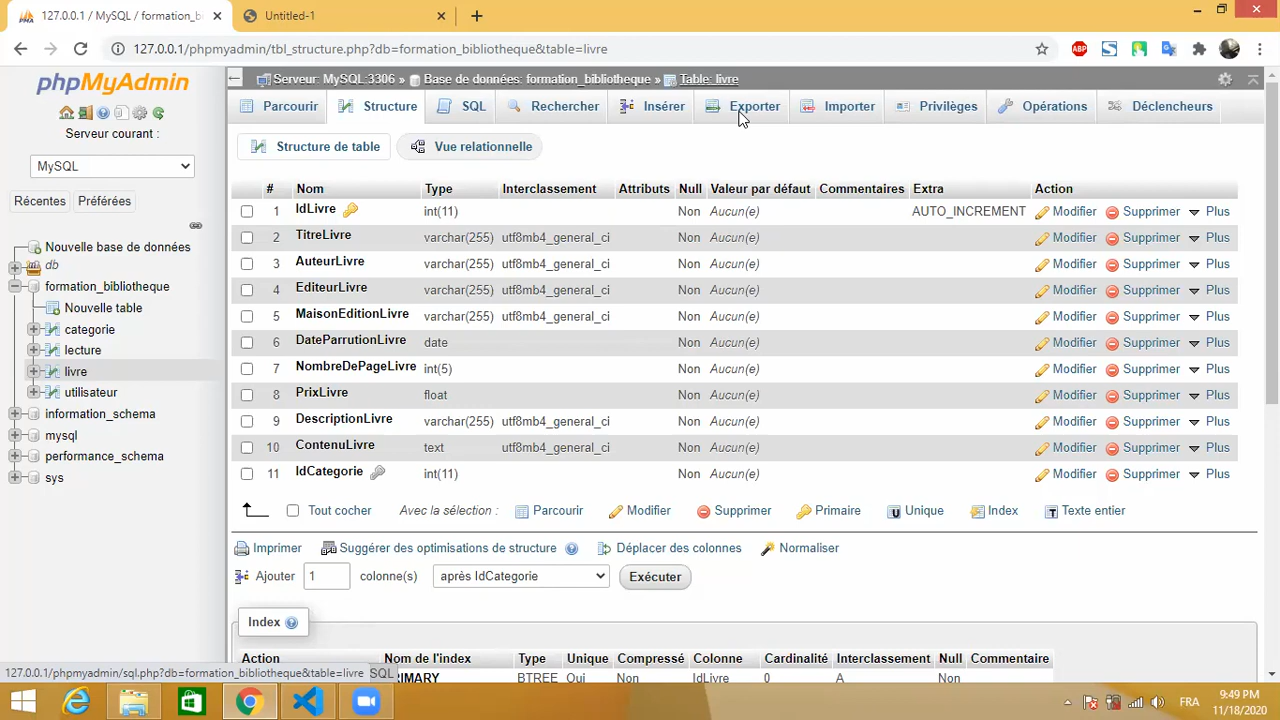 127.0.0.1 / MySQL / formation_b
Untitled-1
127.0.0.1/phpmyadmin/tbl_structure.php?db=formation_bibliotheque&table=livre
ABP
phpMyAdmin
Serveur courant :
MySQL
Récentes
Préférées
Nouvelle base de données
db
formation_bibliotheque
Nouvelle table
categorie
lecture
livre
utilisateur
information_schema
mysql
performance_schema
sys
Serveur: MySQL:3306 » Base de données: formation_bibliotheque » Table: livre
Parcourir Structure SQL Rechercher Insérer Exporter Importer Privilèges Opérations Déclencheurs
Structure de table Vue relationnelle
# Nom Type Interclassement Attributs Null Valeur par défaut Commentaires Extra Action
1 IdLivre int(11) Non Aucun(e) AUTO_INCREMENT Modifier Supprimer Plus
2 TitreLivre varchar(255) utf8mb4_general_ci Non Aucun(e) Modifier Supprimer Plus
3 AuteurLivre varchar(255) utf8mb4_general_ci Non Aucun(e) Modifier Supprimer Plus
4 EditeurLivre varchar(255) utf8mb4_general_ci Non Aucun(e) Modifier Supprimer Plus
5 MaisonEditionLivre varchar(255) utf8mb4_general_ci Non Aucun(e) Modifier Supprimer Plus
6 DateParrutionLivre date Non Aucun(e) Modifier Supprimer Plus
7 NombreDePageLivre int(5) Non Aucun(e) Modifier Supprimer Plus
8 PrixLivre float Non Aucun(e) Modifier Supprimer Plus
9 DescriptionLivre varchar(255) utf8mb4_general_ci Non Aucun(e) Modifier Supprimer Plus
10 ContenuLivre text utf8mb4_general_ci Non Aucun(e) Modifier Supprimer Plus
11 IdCategorie int(11) Non Aucun(e) Modifier Supprimer Plus
Tout cocher Avec la sélection : Parcourir Modifier Supprimer Primaire Unique Index Texte entier
Imprimer Suggérer des optimisations de structure Déplacer des colonnes Normaliser
Ajouter 1 colonne(s) après IdCategorie Exécuter
Index
Action Nom de l'index Type Unique Compressé Colonne Cardinalité Interclassement Null Commentaire
PRIMARY BTREE Oui Non IdLivre 0 A Non
127.0.0.1/phpmyadmin/sql.php?db=formation_bibliotheque&table=livre SQL
FRA
9:49 PM
11/18/2020